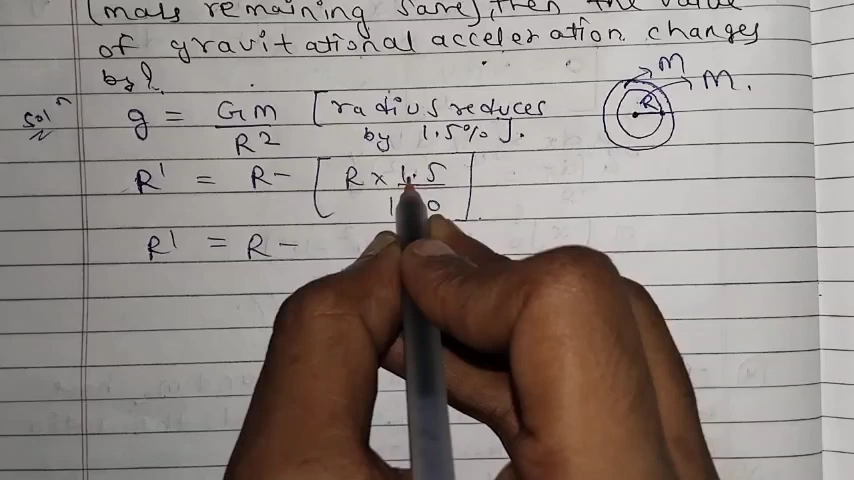 (mass remaining same), then the value
of gravitational acceleration changes
by?
Solⁿ
g = GM/R² [radius reduces
by 1.5%].
M
M.
R
R' = R - [R × 1.5/100]
R' = R -